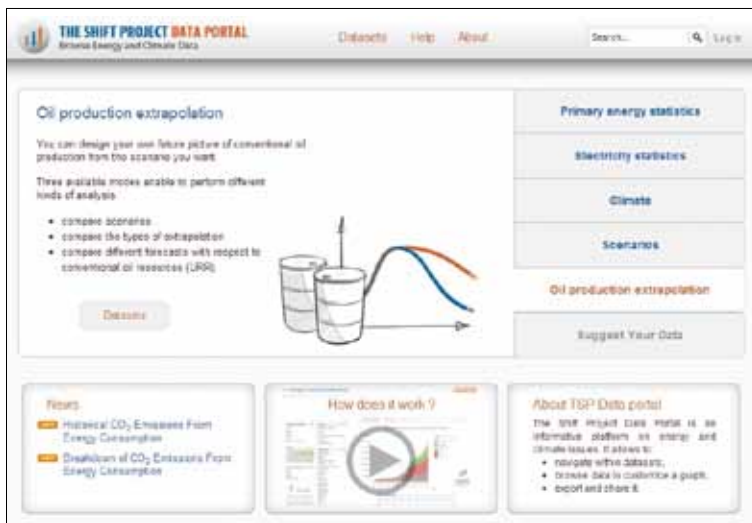 THE SHIFT PROJECT DATA PORTAL
Browse Energy and Climate Data
Datasets Help About
Search... Log in
Oil production extrapolation
You can design your own future picture of conventional oil
production from the scenario you want
Three available modes enable to perform different
kinds of analysis
• compare scenarios
• compare the types of extrapolation
• compare different forecasts with respect to
conventional oil resources (URR)
Datasets
Primary energy statistics
Electricity statistics
Climate
Scenarios
Oil production extrapolation
Suggest Your Data
News
Historical CO₂ Emissions From
Energy Consumption
Breakdown of CO₂ Emissions From
Energy Consumption
How does it work ?
About TSP Data portal
The Shift Project Data Portal is an
informative platform on energy and
climate issues. It allows to:
• navigate within datasets,
• browse data to customize a graph,
• export and share it.